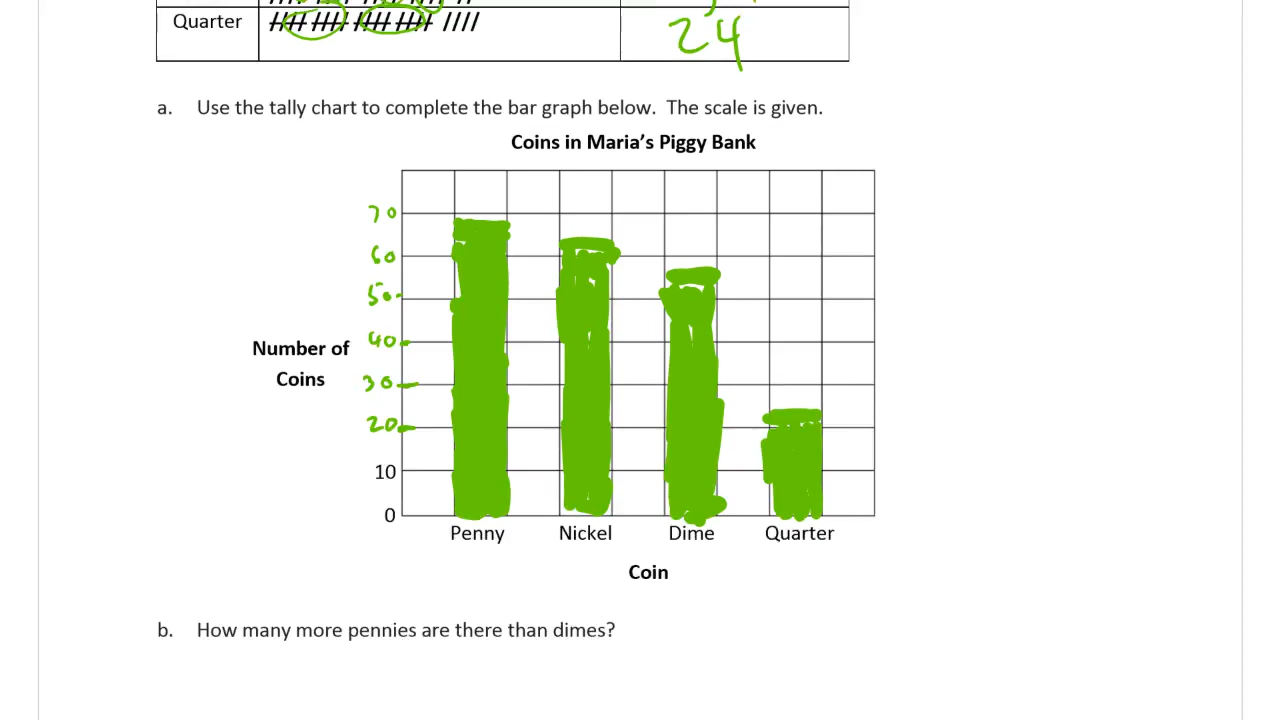 Quarter 24
a. Use the tally chart to complete the bar graph below. The scale is given.
Coins in Maria's Piggy Bank
70
60
50
40
Number of
Coins
30
20
10
0
Penny Nickel Dime Quarter
Coin
b. How many more pennies are there than dimes?